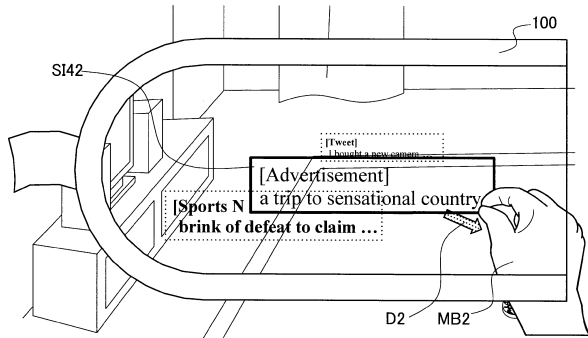 100
SI42
[Tweet]
I bought a new camera
[Advertisement]
a trip to sensational country
[Sports N
brink of defeat to claim …
D2
MB2